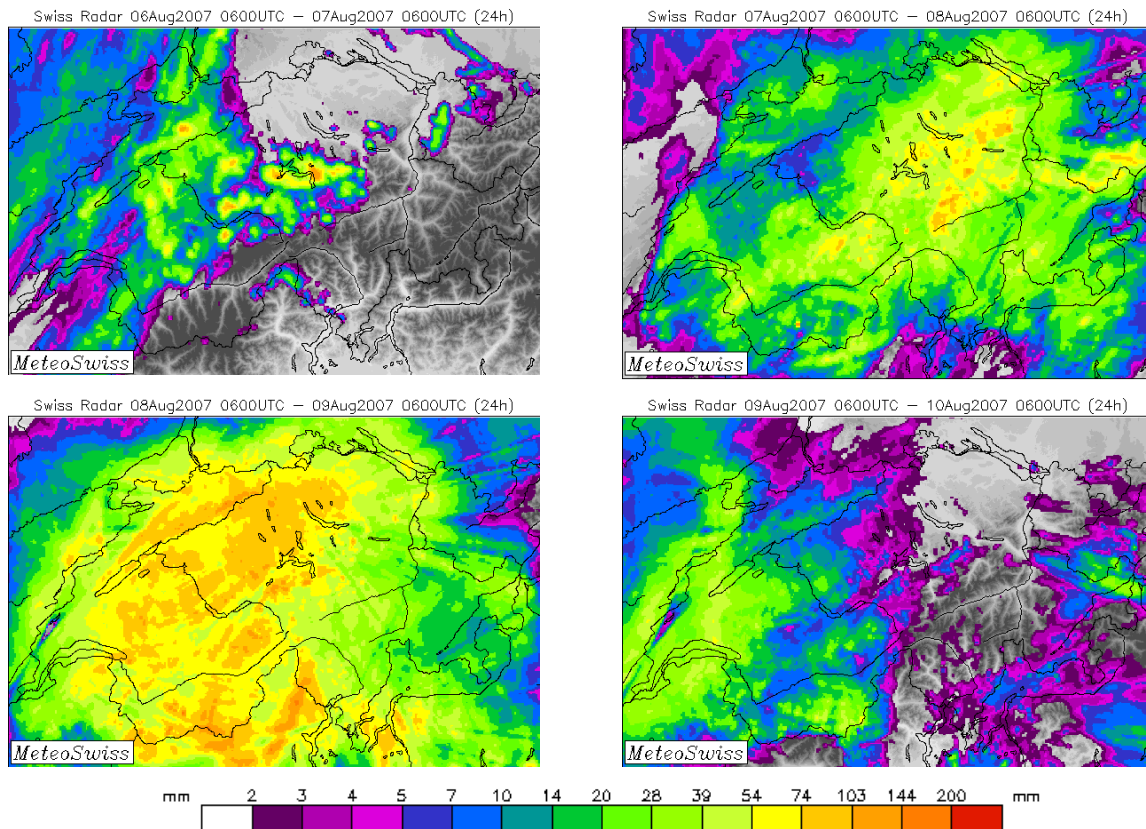 Swiss Radar 06Aug2007 0600UTC – 07Aug2007 0600UTC (24h)
Swiss Radar 07Aug2007 0600UTC – 08Aug2007 0600UTC (24h)
MeteoSwiss
MeteoSwiss
Swiss Radar 08Aug2007 0600UTC – 09Aug2007 0600UTC (24h)
Swiss Radar 09Aug2007 0600UTC – 10Aug2007 0600UTC (24h)
MeteoSwiss
MeteoSwiss
mm 2 3 4 5 7 10 14 20 28 39 54 74 103 144 200 mm